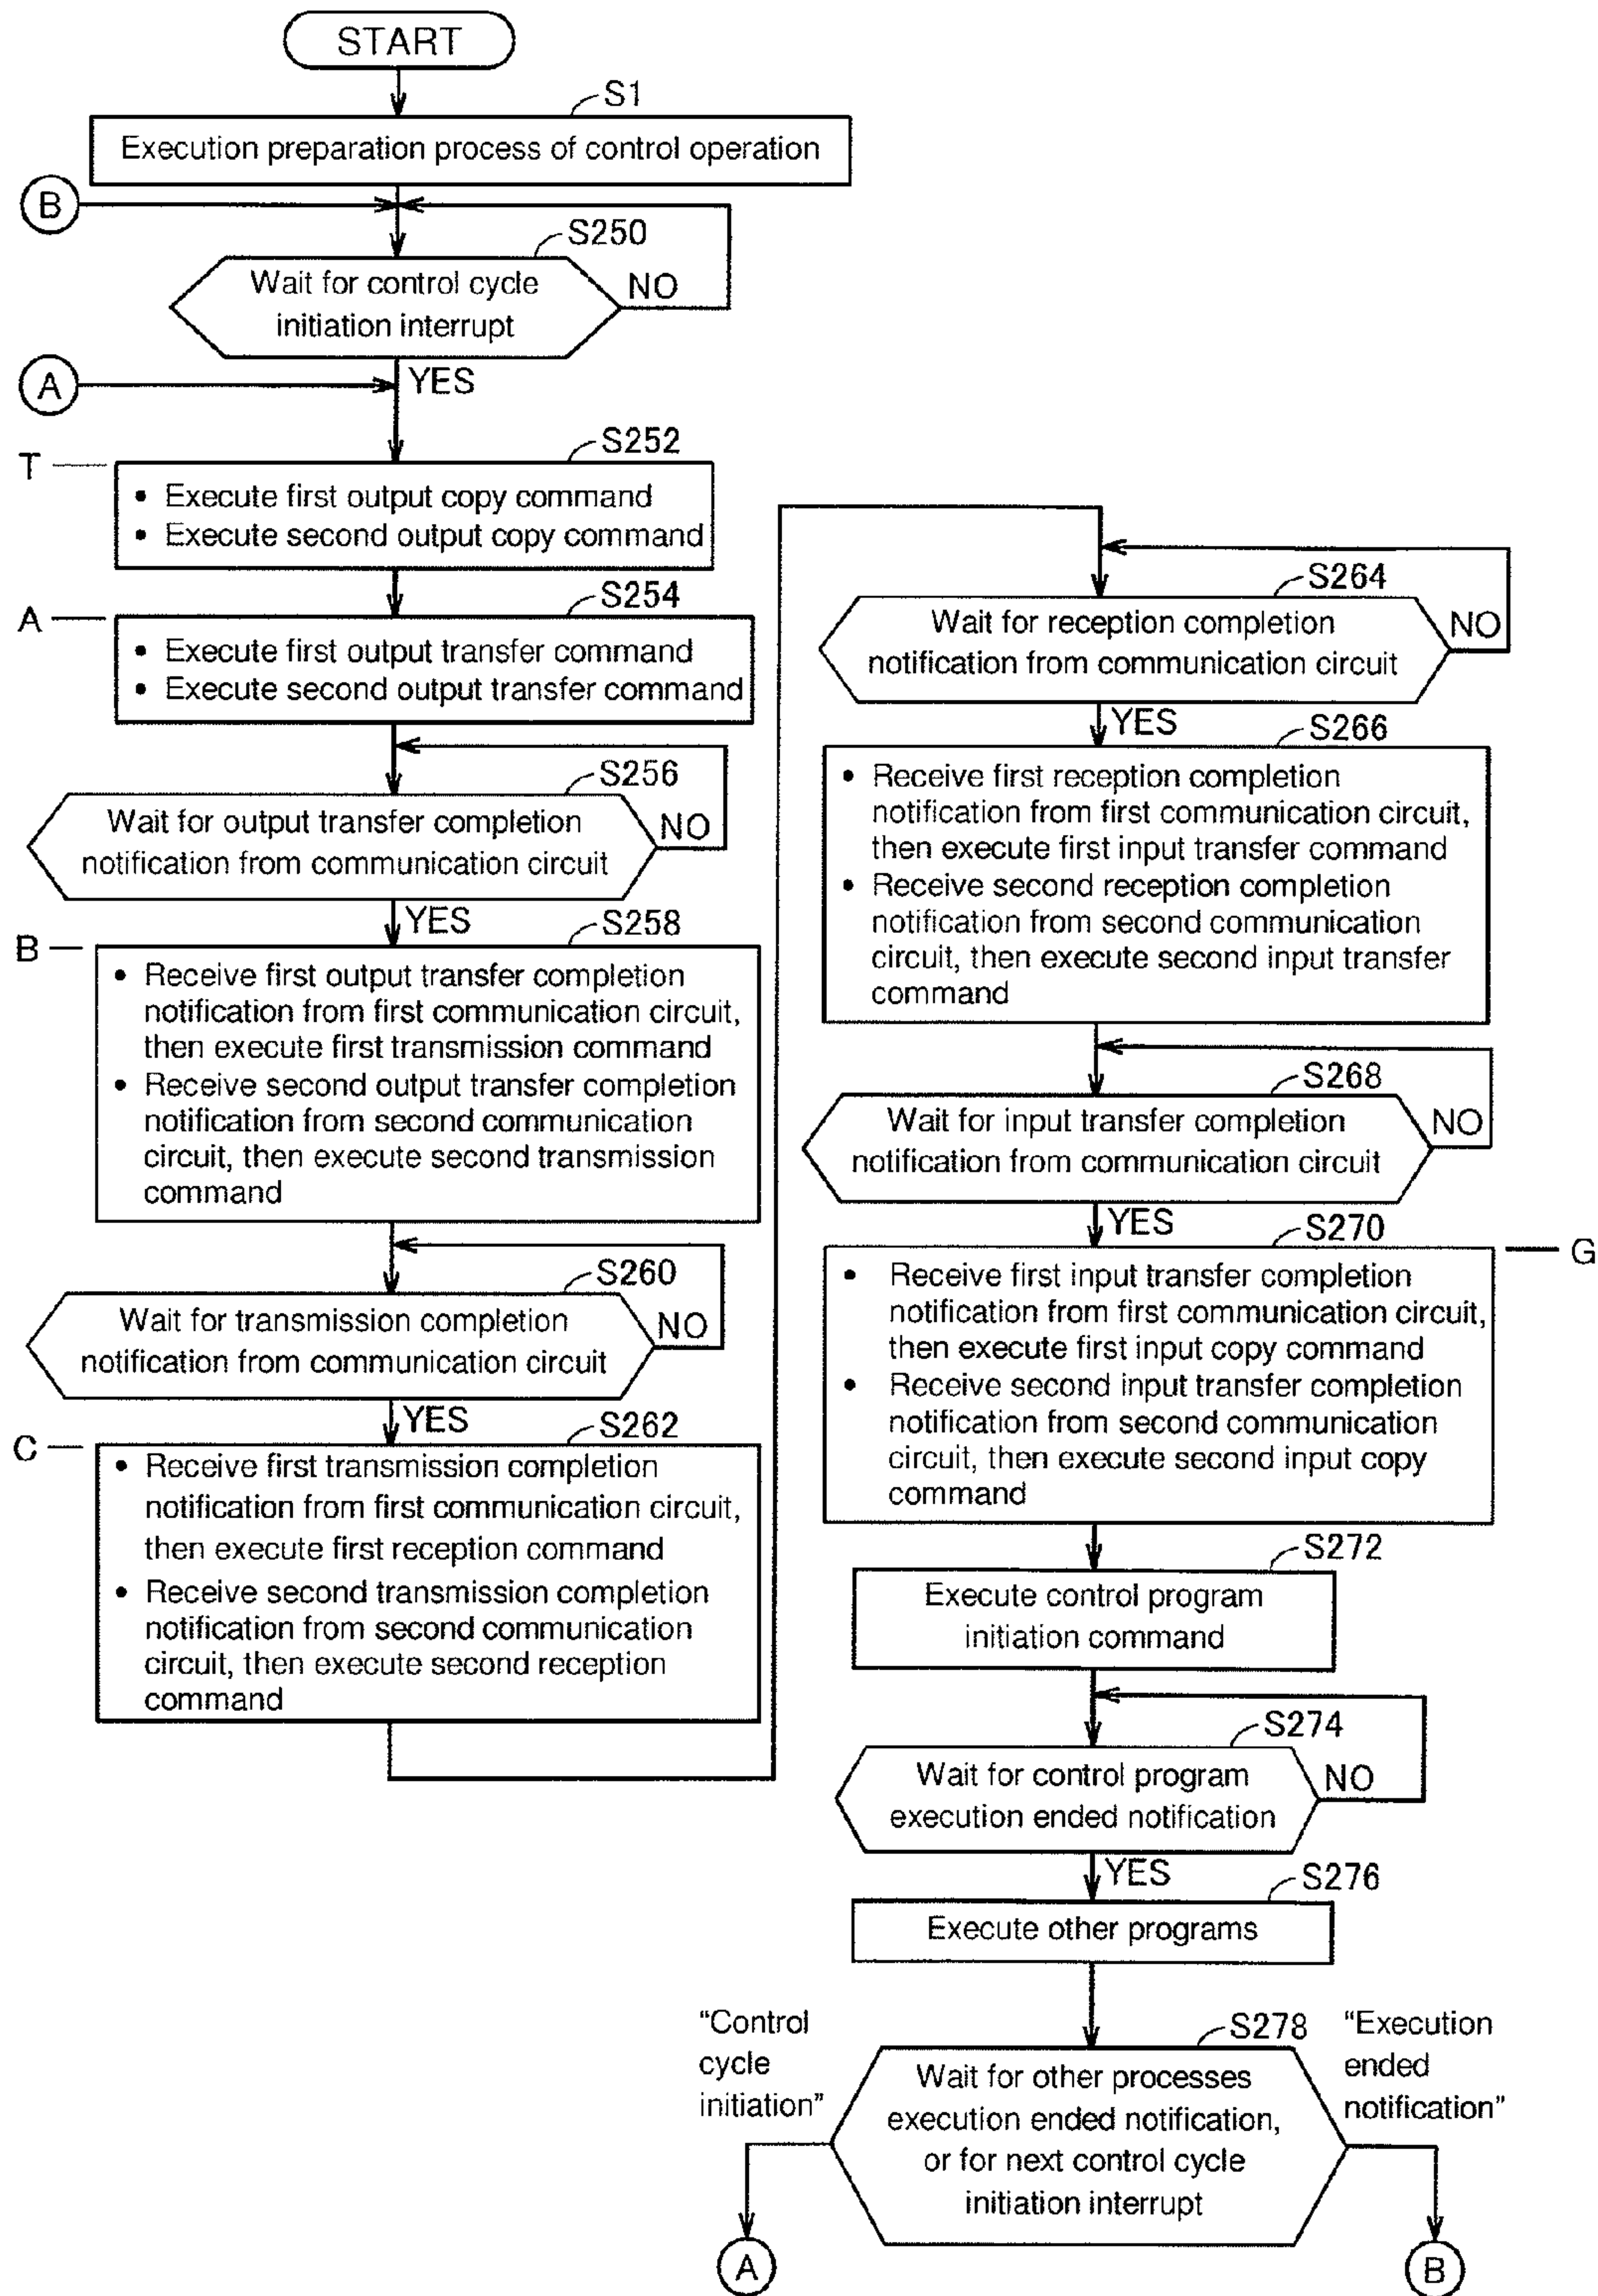 START
S1
Execution preparation process of control operation
B
S250
Wait for control cycle
initiation interrupt
NO
A
YES
T
S252
• Execute first output copy command
• Execute second output copy command
A
S254
• Execute first output transfer command
• Execute second output transfer command
S256
Wait for output transfer completion
notification from communication circuit
NO
YES
B
S258
• Receive first output transfer completion
notification from first communication circuit,
then execute first transmission command
• Receive second output transfer completion
notification from second communication
circuit, then execute second transmission
command
S260
Wait for transmission completion
notification from communication circuit
NO
YES
C
S262
• Receive first transmission completion
notification from first communication circuit,
then execute first reception command
• Receive second transmission completion
notification from second communication
circuit, then execute second reception
command
S264
Wait for reception completion
notification from communication circuit
NO
YES
S266
• Receive first reception completion
notification from first communication circuit,
then execute first input transfer command
• Receive second reception completion
notification from second communication
circuit, then execute second input transfer
command
S268
Wait for input transfer completion
notification from communication circuit
NO
YES
S270
G
• Receive first input transfer completion
notification from first communication circuit,
then execute first input copy command
• Receive second input transfer completion
notification from second communication
circuit, then execute second input copy
command
S272
Execute control program
initiation command
S274
Wait for control program
execution ended notification
NO
YES
S276
Execute other programs
S278
"Control
cycle
initiation"
Wait for other processes
execution ended notification,
or for next control cycle
initiation interrupt
"Execution
ended
notification"
A
B